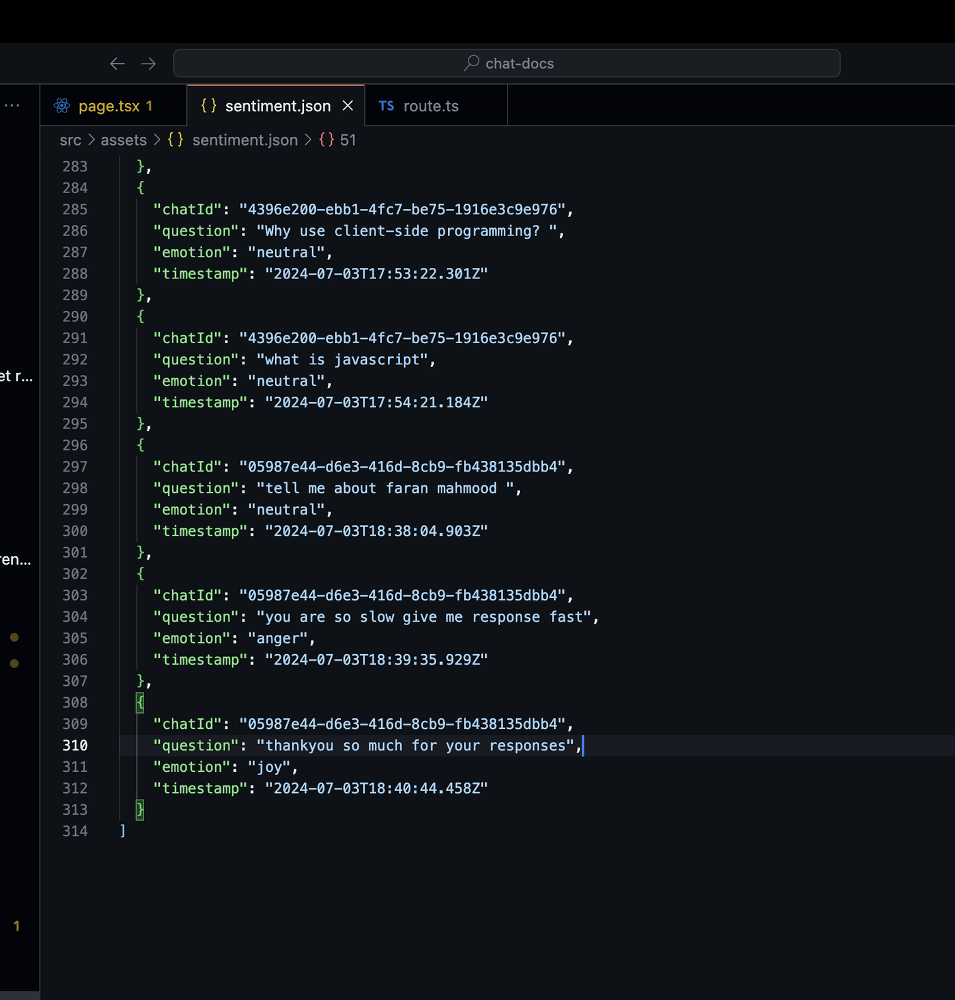 chat-docs
page.tsx 1
{} sentiment.json
TS route.ts
src > assets > {} sentiment.json > {} 51
283 },
284 {
285 "chatId": "4396e200-ebb1-4fc7-be75-1916e3c9e976",
286 "question": "Why use client-side programming? ",
287 "emotion": "neutral",
288 "timestamp": "2024-07-03T17:53:22.301Z"
289 },
290 {
291 "chatId": "4396e200-ebb1-4fc7-be75-1916e3c9e976",
292 "question": "what is javascript",
et r...
293 "emotion": "neutral",
294 "timestamp": "2024-07-03T17:54:21.184Z"
295 },
296 {
297 "chatId": "05987e44-d6e3-416d-8cb9-fb438135dbb4",
298 "question": "tell me about faran mahmood ",
299 "emotion": "neutral",
300 "timestamp": "2024-07-03T18:38:04.903Z"
301 },
ren...
302 {
303 "chatId": "05987e44-d6e3-416d-8cb9-fb438135dbb4",
304 "question": "you are so slow give me response fast",
305 "emotion": "anger",
306 "timestamp": "2024-07-03T18:39:35.929Z"
307 },
308 {
309 "chatId": "05987e44-d6e3-416d-8cb9-fb438135dbb4",
310 "question": "thankyou so much for your responses",
311 "emotion": "joy",
312 "timestamp": "2024-07-03T18:40:44.458Z"
313 }
314 ]
1